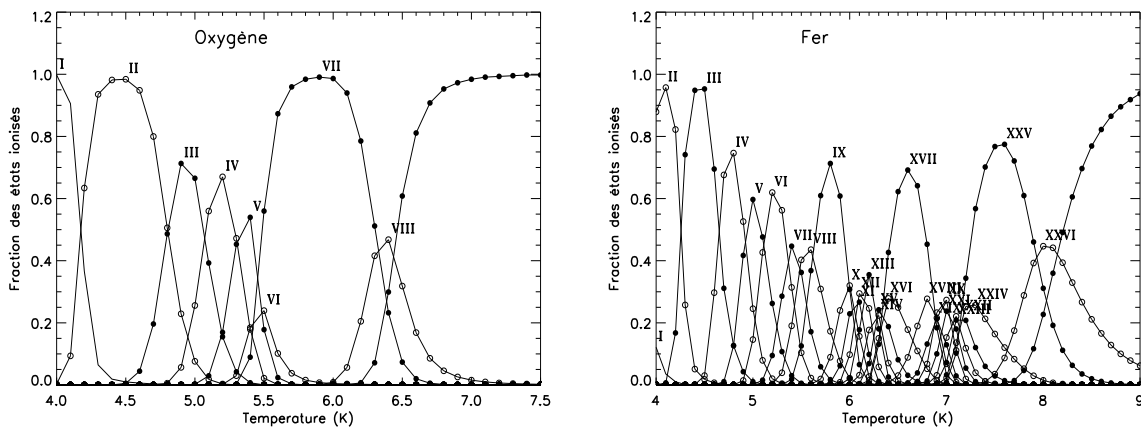 Oxygène
Fraction des états ionisés
1.2
1.0
0.8
0.6
0.4
0.2
0.0
I
II
III
IV
V
VI
VII
VIII
4.0 4.5 5.0 5.5 6.0 6.5 7.0 7.5
Temperature (K)
Fer
Fraction des états ionisés
1.2
1.0
0.8
0.6
0.4
0.2
0.0
I
II
III
IV
V
VI
VII
VIII
IX
X
XII
XI
XIII
XVI
XVII
XVIII
XXIV
XXV
XXVI
4 5 6 7 8 9
Temperature (K)